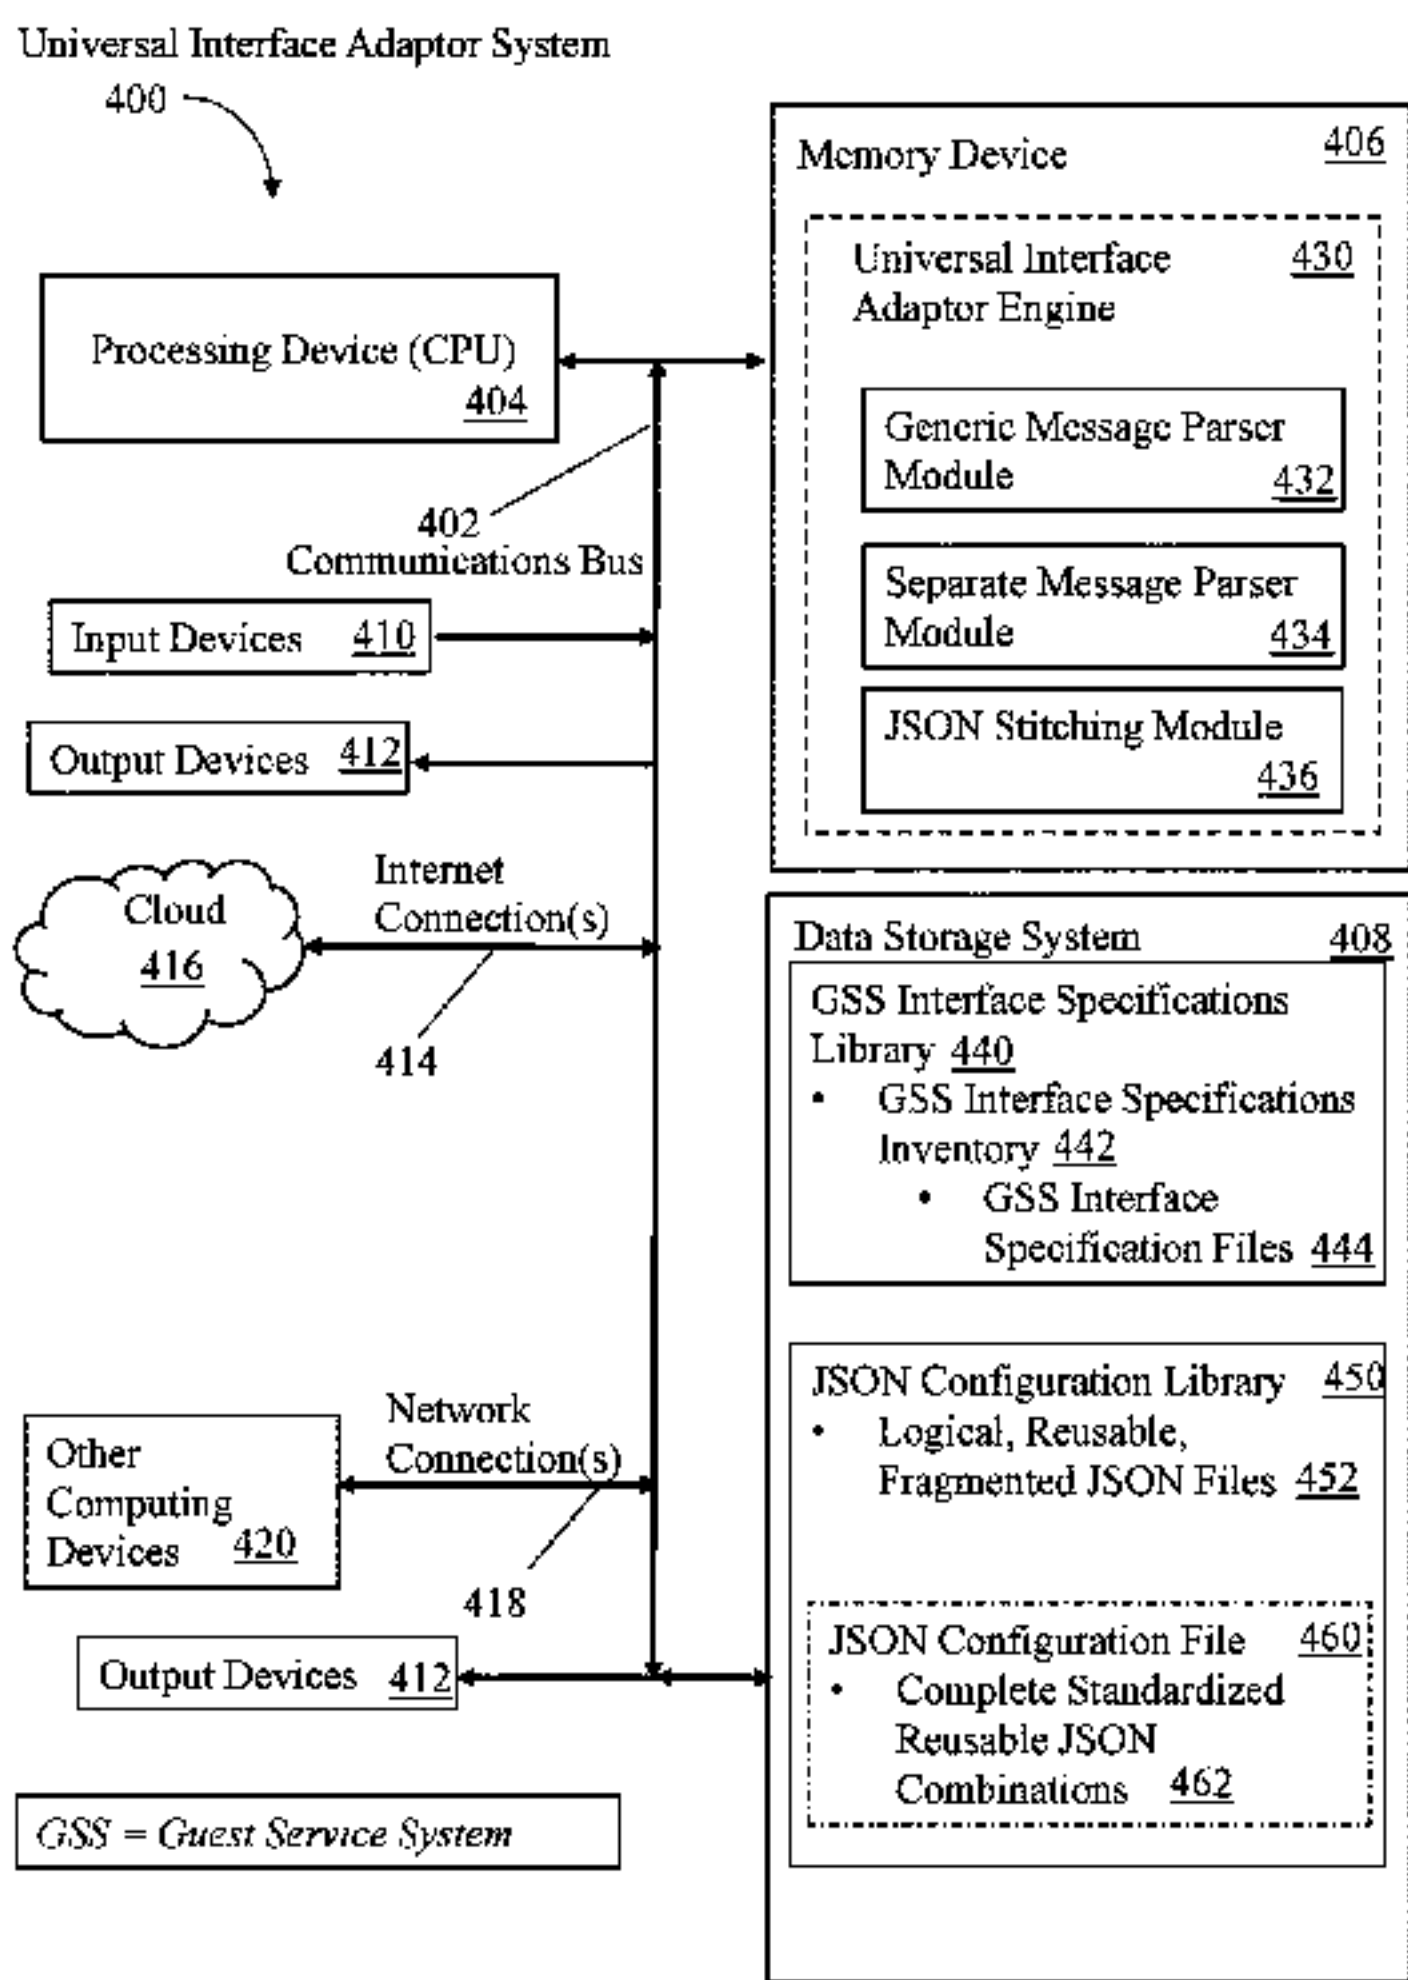 Universal Interface Adaptor System
400
Processing Device (CPU)
404
402
Communications Bus
Input Devices 410
Output Devices 412
Cloud
416
Internet
Connection(s)
414
Other
Computing
Devices 420
Network
Connection(s)
418
Output Devices 412
GSS = Guest Service System
Memory Device 406
Universal Interface 430
Adaptor Engine
Generic Message Parser
Module 432
Separate Message Parser
Module 434
JSON Stitching Module
436
Data Storage System 408
GSS Interface Specifications
Library 440
• GSS Interface Specifications
Inventory 442
• GSS Interface
Specification Files 444
JSON Configuration Library 450
• Logical, Reusable,
Fragmented JSON Files 452
JSON Configuration File 460
• Complete Standardized
Reusable JSON
Combinations 462